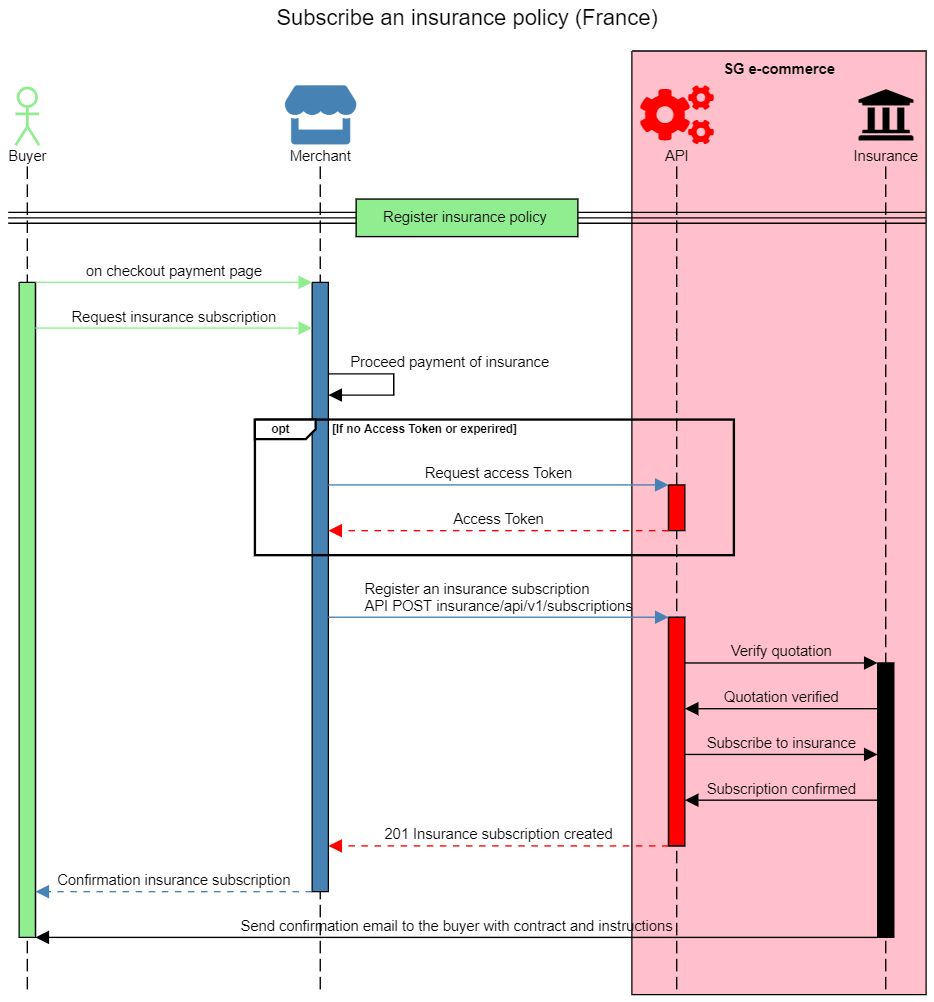 Subscribe an insurance policy (France)
SG e-commerce
Buyer
Merchant
API
Insurance
Register insurance policy
on checkout payment page
Request insurance subscription
Proceed payment of insurance
opt
[If no Access Token or experired]
Request access Token
Access Token
Register an insurance subscription
API POST insurance/api/v1/subscriptions
Verify quotation
Quotation verified
Subscribe to insurance
Subscription confirmed
201 Insurance subscription created
Confirmation insurance subscription
Send confirmation email to the buyer with contract and instructions